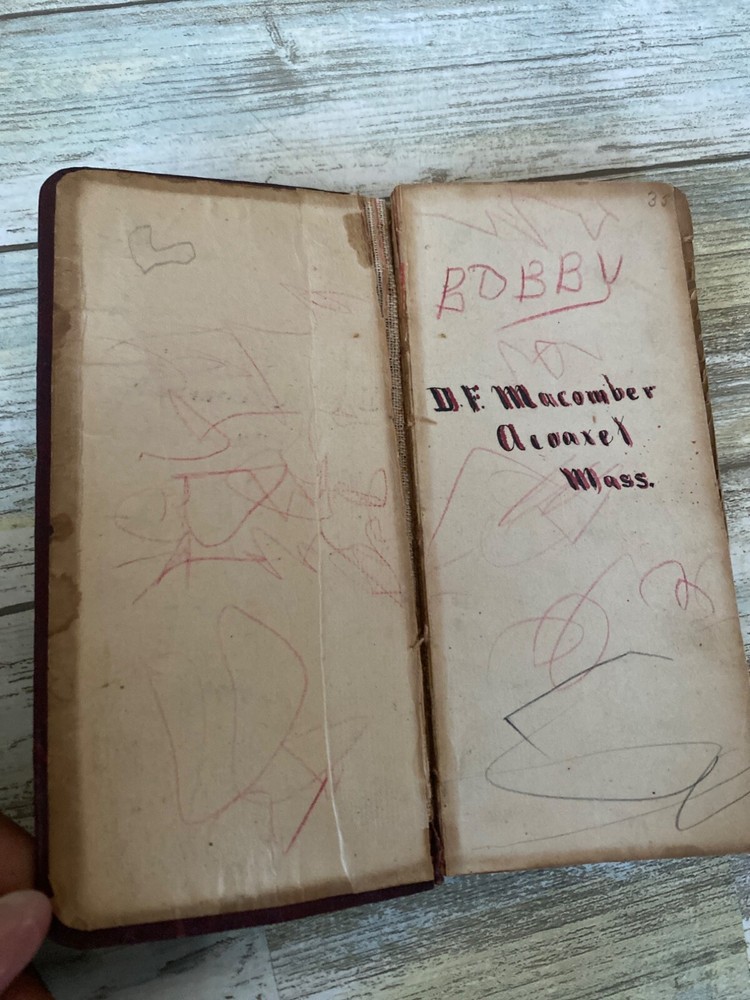 35
BOBBY
D. F. Macomber
Acoaxet
Mass.